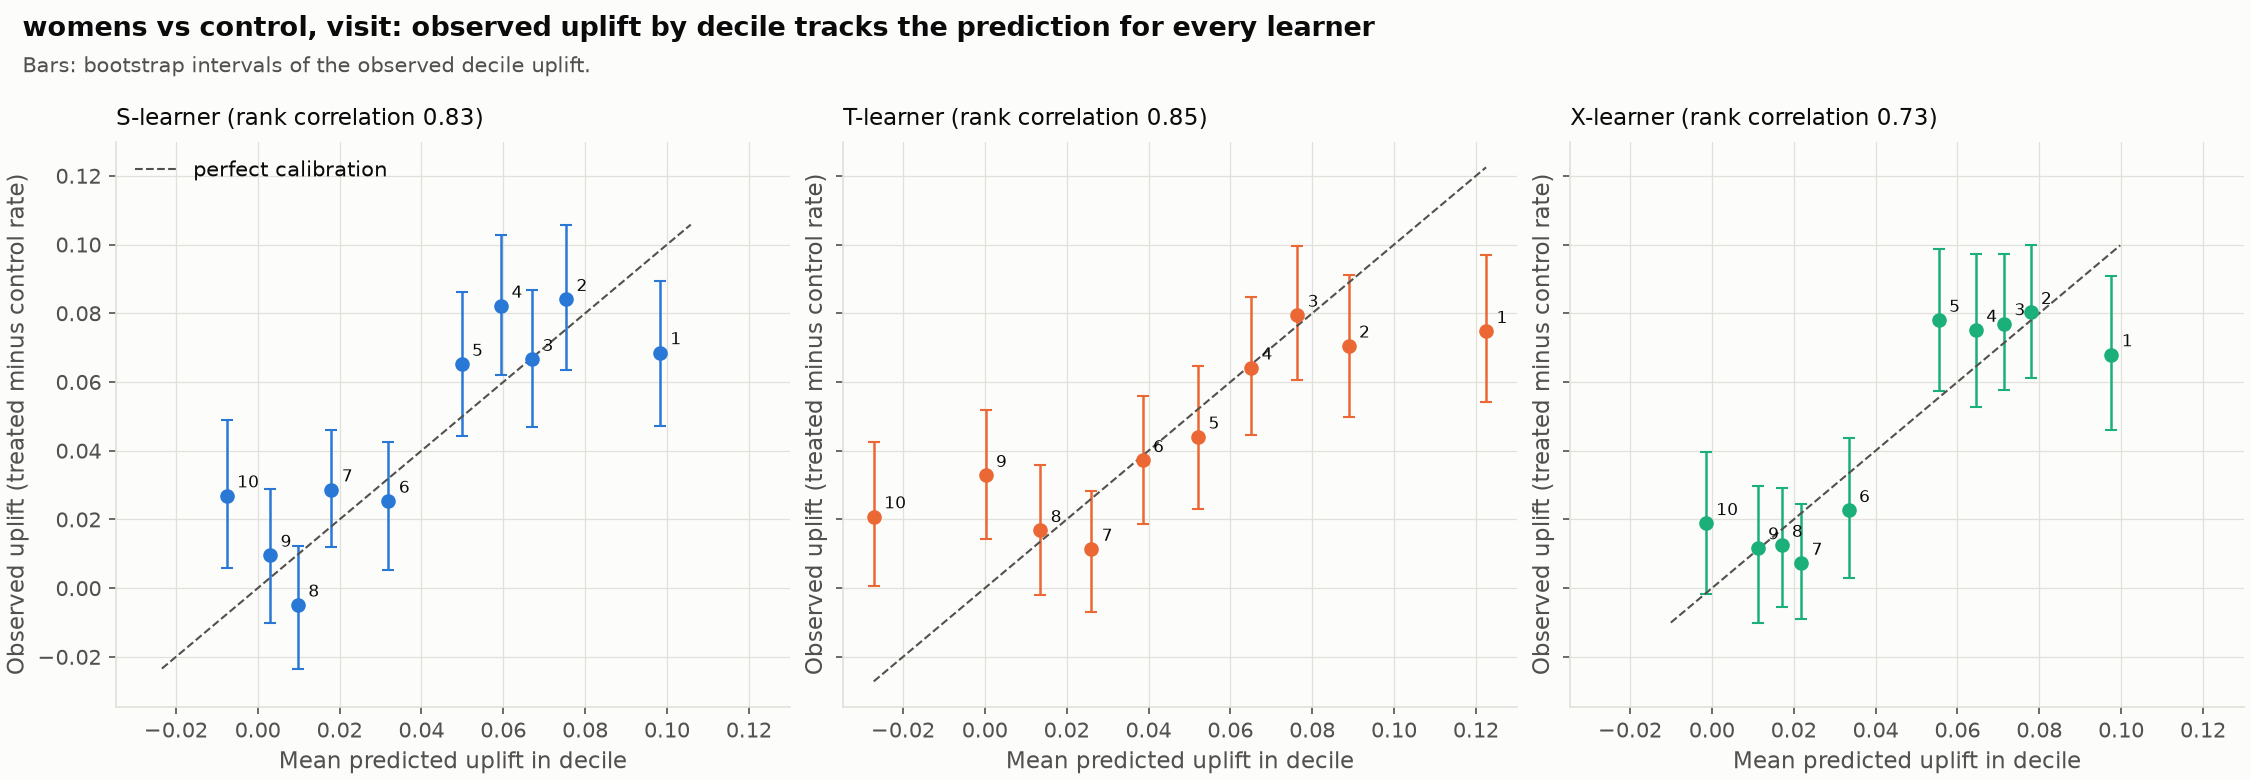 womens vs control, visit: observed uplift by decile tracks the prediction for every learner
Bars: bootstrap intervals of the observed decile uplift.
S-learner (rank correlation 0.83)
perfect calibration
Observed uplift (treated minus control rate)
0.12
0.10
0.08
0.06
0.04
0.02
0.00
−0.02
10
9
8
7
6
5
4
3
2
1
−0.02 0.00 0.02 0.04 0.06 0.08 0.10 0.12
Mean predicted uplift in decile
T-learner (rank correlation 0.85)
Observed uplift (treated minus control rate)
10
9
8
7
6
5
4
3
2
1
−0.02 0.00 0.02 0.04 0.06 0.08 0.10 0.12
Mean predicted uplift in decile
X-learner (rank correlation 0.73)
Observed uplift (treated minus control rate)
10
9
8
7
6
5
4
3
2
1
−0.02 0.00 0.02 0.04 0.06 0.08 0.10 0.12
Mean predicted uplift in decile